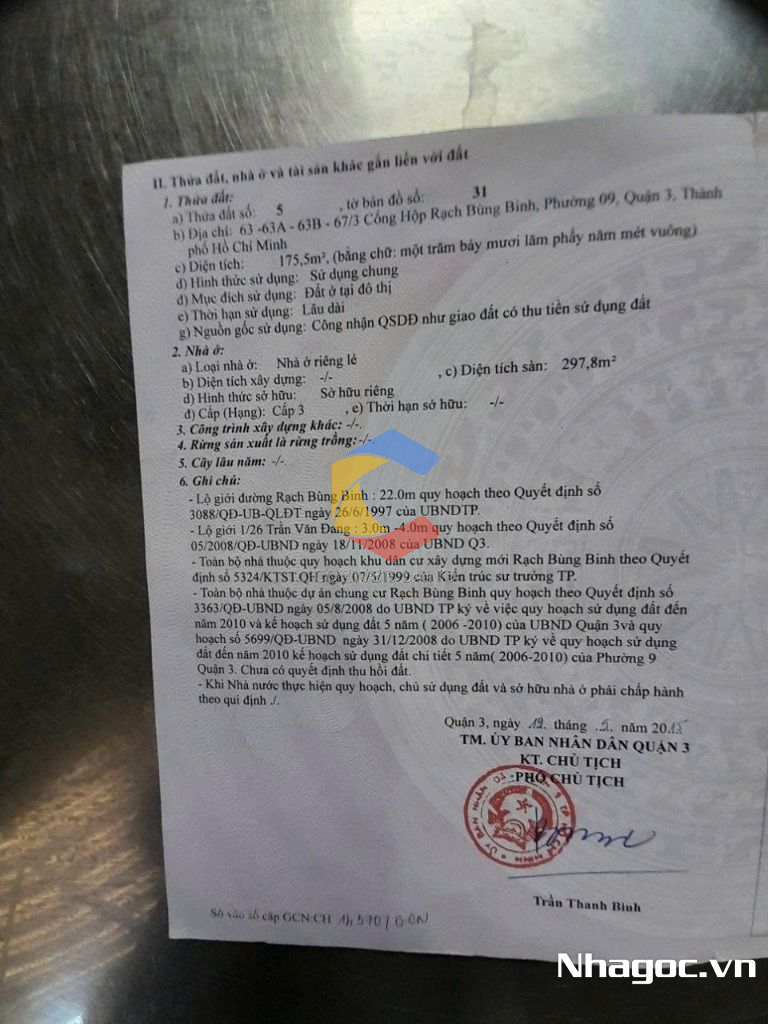 II. Thửa đất, nhà ở và tài sản khác gắn liền với đất
1. Thửa đất:
a) Thửa đất số: 5 , tờ bản đồ số: 31
b) Địa chỉ: 63 -63A - 63B - 67/3 Cống Hộp Rạch Bùng Binh, Phường 09, Quận 3, Thành
phố Hồ Chí Minh
c) Diện tích: 175,5m², (bằng chữ: một trăm bảy mươi lăm phẩy năm mét vuông)
d) Hình thức sử dụng: Sử dụng chung
đ) Mục đích sử dụng: Đất ở tại đô thị
e) Thời hạn sử dụng: Lâu dài
g) Nguồn gốc sử dụng: Công nhận QSDĐ như giao đất có thu tiền sử dụng đất
2. Nhà ở:
a) Loại nhà ở: Nhà ở riêng lẻ
b) Diện tích xây dựng: -/- , c) Diện tích sàn: 297,8m²
d) Hình thức sở hữu: Sở hữu riêng
đ) Cấp (Hạng): Cấp 3 , e) Thời hạn sở hữu: -/-
3. Công trình xây dựng khác: -/-.
4. Rừng sản xuất là rừng trồng: -/-.
5. Cây lâu năm: -/-.
6. Ghi chú:
- Lộ giới đường Rạch Bùng Binh : 22.0m quy hoạch theo Quyết định số
3088/QĐ-UB-QLĐT ngày 26/6/1997 của UBNDTP.
- Lộ giới 1/26 Trần Văn Đang : 3.0m -4.0m quy hoạch theo Quyết định số
05/2008/QĐ-UBND ngày 18/11/2008 của UBND Q3.
- Toàn bộ nhà thuộc quy hoạch khu dân cư xây dựng mới Rạch Bùng Binh theo Quyết
định số 5324/KTST.QH ngày 07/5/1999 của Kiến trúc sư trưởng TP.
- Toàn bộ nhà thuộc dự án chung cư Rạch Bùng Binh quy hoạch theo Quyết định số
3363/QĐ-UBND ngày 05/8/2008 do UBND TP ký về việc quy hoạch sử dụng đất đến
năm 2010 và kế hoạch sử dụng đất 5 năm ( 2006 -2010) của UBND Quận 3và quy
hoạch số 5699/QĐ-UBND ngày 31/12/2008 do UBND TP ký về quy hoạch sử dụng
đất đến năm 2010 kế hoạch sử dụng đất chi tiết 5 năm( 2006-2010) của Phường 9
Quận 3. Chưa có quyết định thu hồi đất.
- Khi Nhà nước thực hiện quy hoạch, chủ sử dụng đất và sở hữu nhà ở phải chấp hành
theo qui định ./.
Quận 3, ngày 19. tháng .5. năm 2015
TM. ỦY BAN NHÂN DÂN QUẬN 3
KT. CHỦ TỊCH
PHÓ CHỦ TỊCH
Trần Thanh Bình
Số vào sổ cấp GCN:CH
Nhagoc.vn